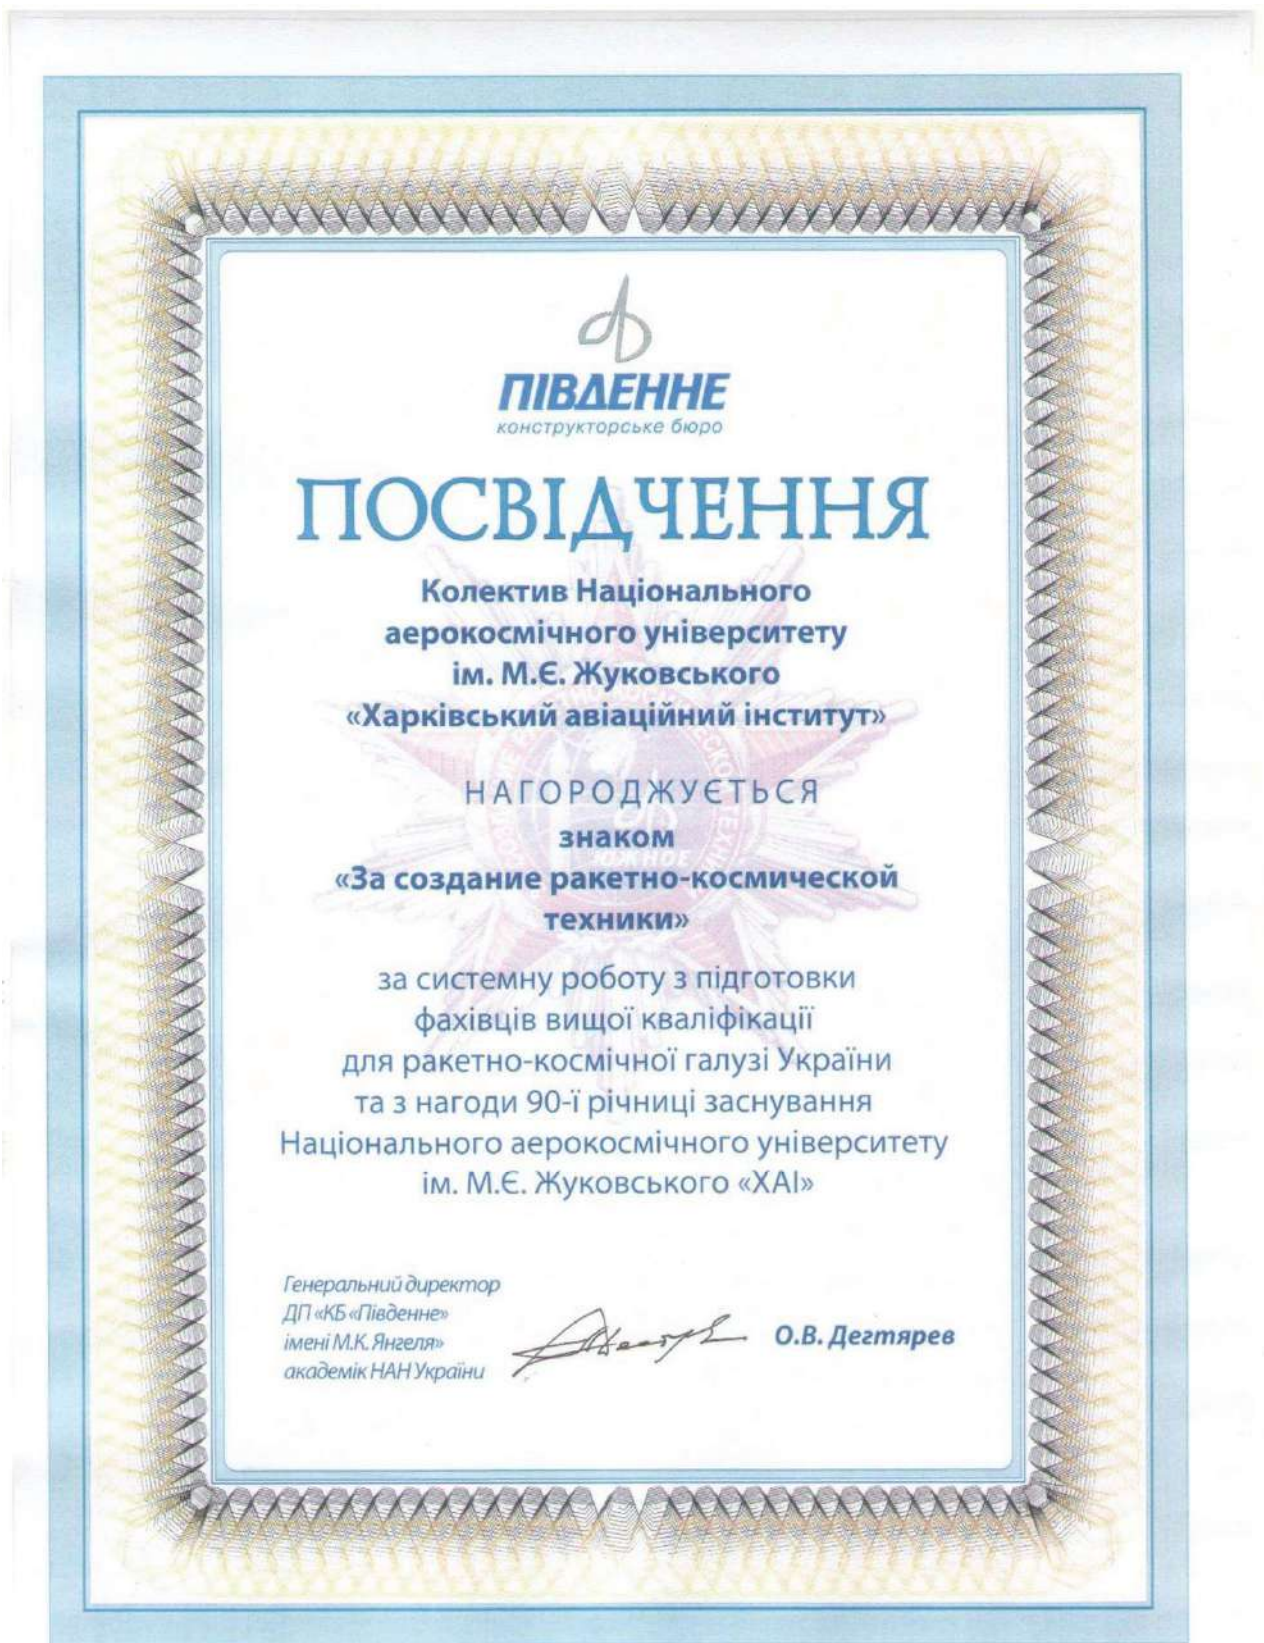 ПІВДЕННЕ
конструкторське бюро
ПОСВІДЧЕННЯ
Колектив Національного
аерокосмічного університету
ім. М.Є. Жуковського
«Харківський авіаційний інститут»
НАГОРОДЖУЄТЬСЯ
знаком
«За создание ракетно-космической
техники»
за системну роботу з підготовки
фахівців вищої кваліфікації
для ракетно-космічної галузі України
та з нагоди 90-ї річниці заснування
Національного аерокосмічного університету
ім. М.Є. Жуковського «ХАІ»
Генеральний директор
ДП «КБ «Південне»
імені М.К. Янгеля»
академік НАН України
О.В. Дегтярев
ЮЖНОЕ